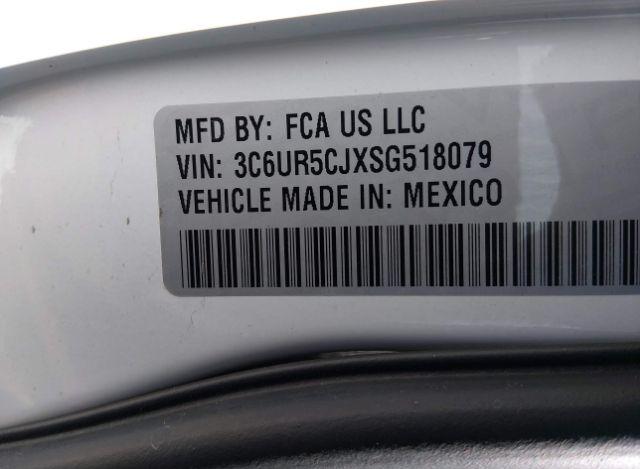 MFD BY: FCA US LLC
VIN: 3C6UR5CJXSG518079
VEHICLE MADE IN: MEXICO